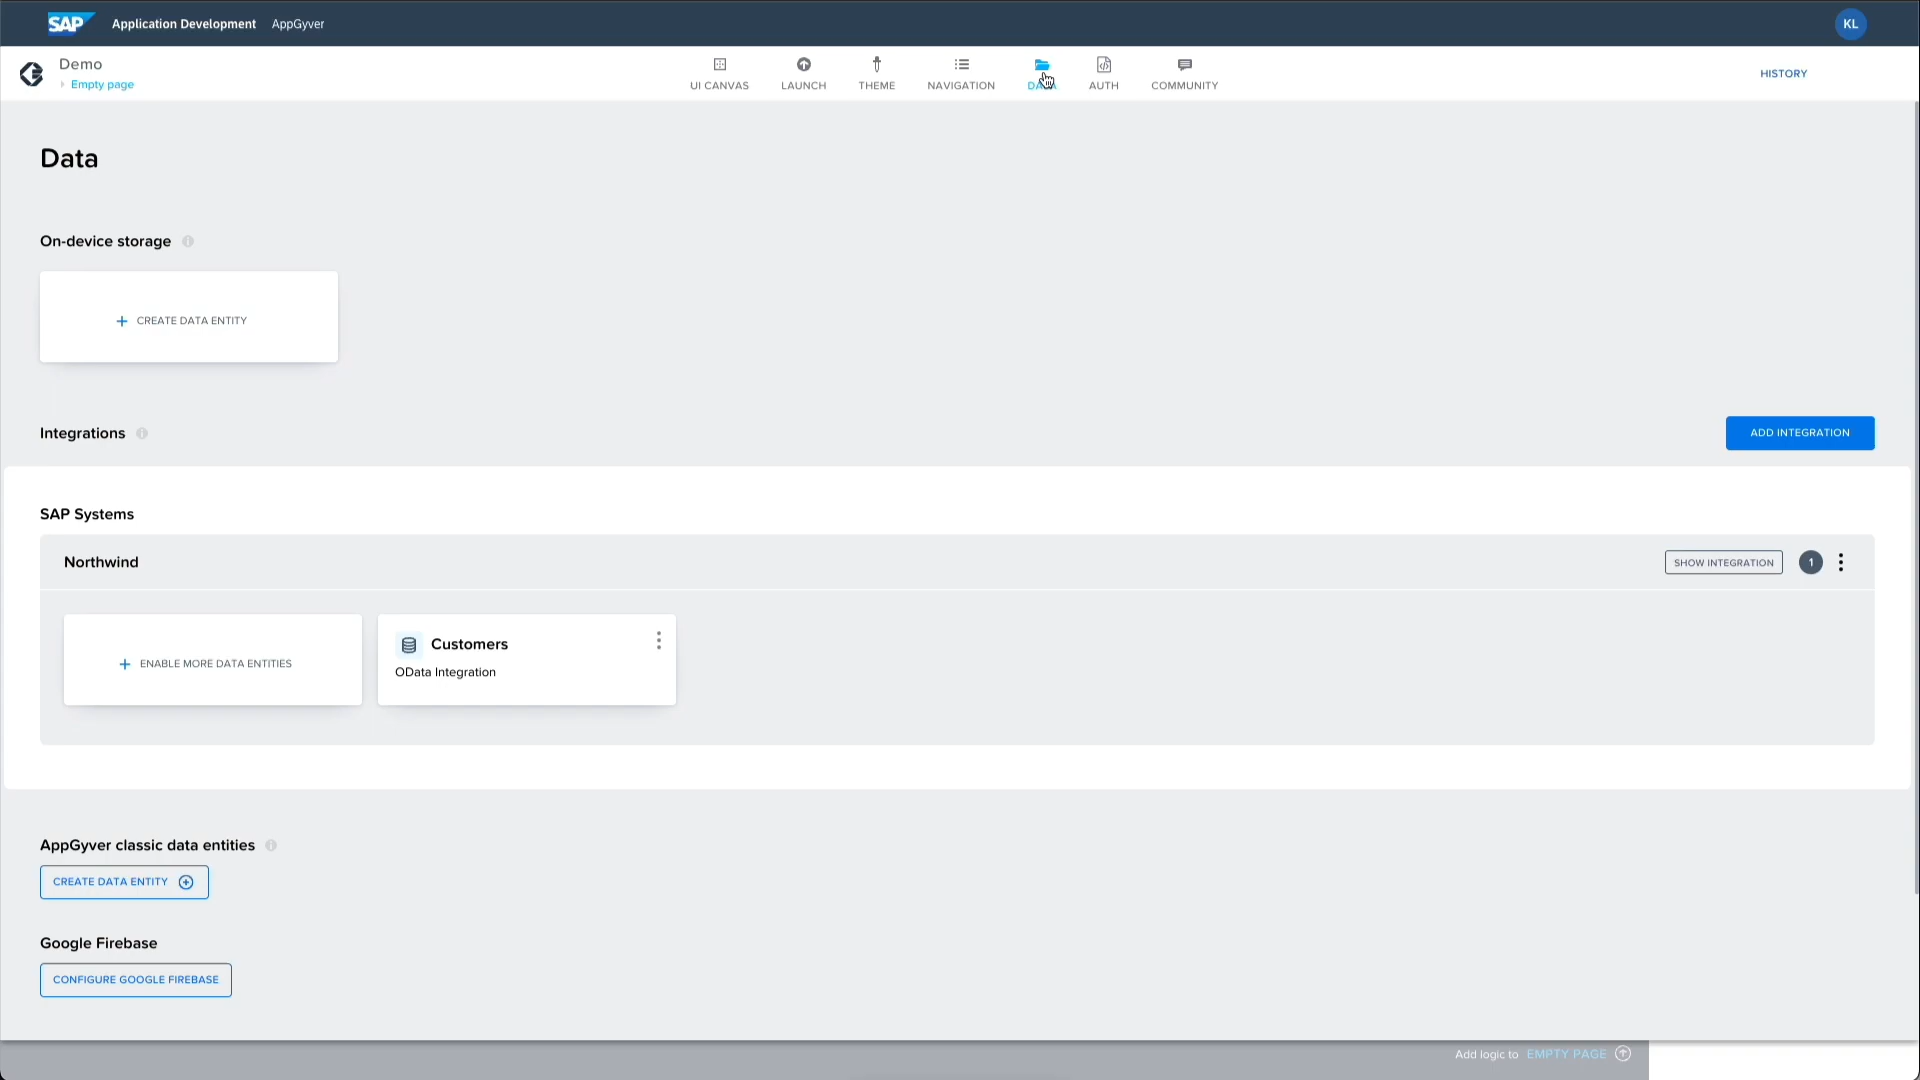 SAP Application Development AppGyver KL
Demo
Empty page
UI CANVAS LAUNCH THEME NAVIGATION DATA AUTH COMMUNITY HISTORY
Data
On-device storage
+ CREATE DATA ENTITY
Integrations
ADD INTEGRATION
SAP Systems
Northwind SHOW INTEGRATION 1
+ ENABLE MORE DATA ENTITIES
Customers
OData Integration
AppGyver classic data entities
CREATE DATA ENTITY
Google Firebase
CONFIGURE GOOGLE FIREBASE
Add logic to EMPTY PAGE